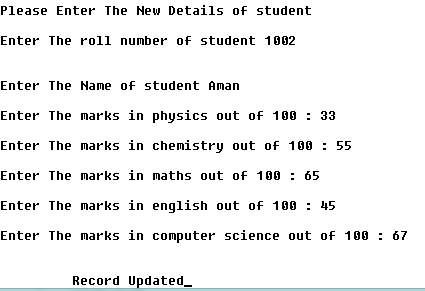 Please Enter The New Details of student
Enter The roll number of student 1002
Enter The Name of student Aman
Enter The marks in physics out of 100 : 33
Enter The marks in chemistry out of 100 : 55
Enter The marks in maths out of 100 : 65
Enter The marks in english out of 100 : 45
Enter The marks in computer science out of 100 : 67
Record Updated_